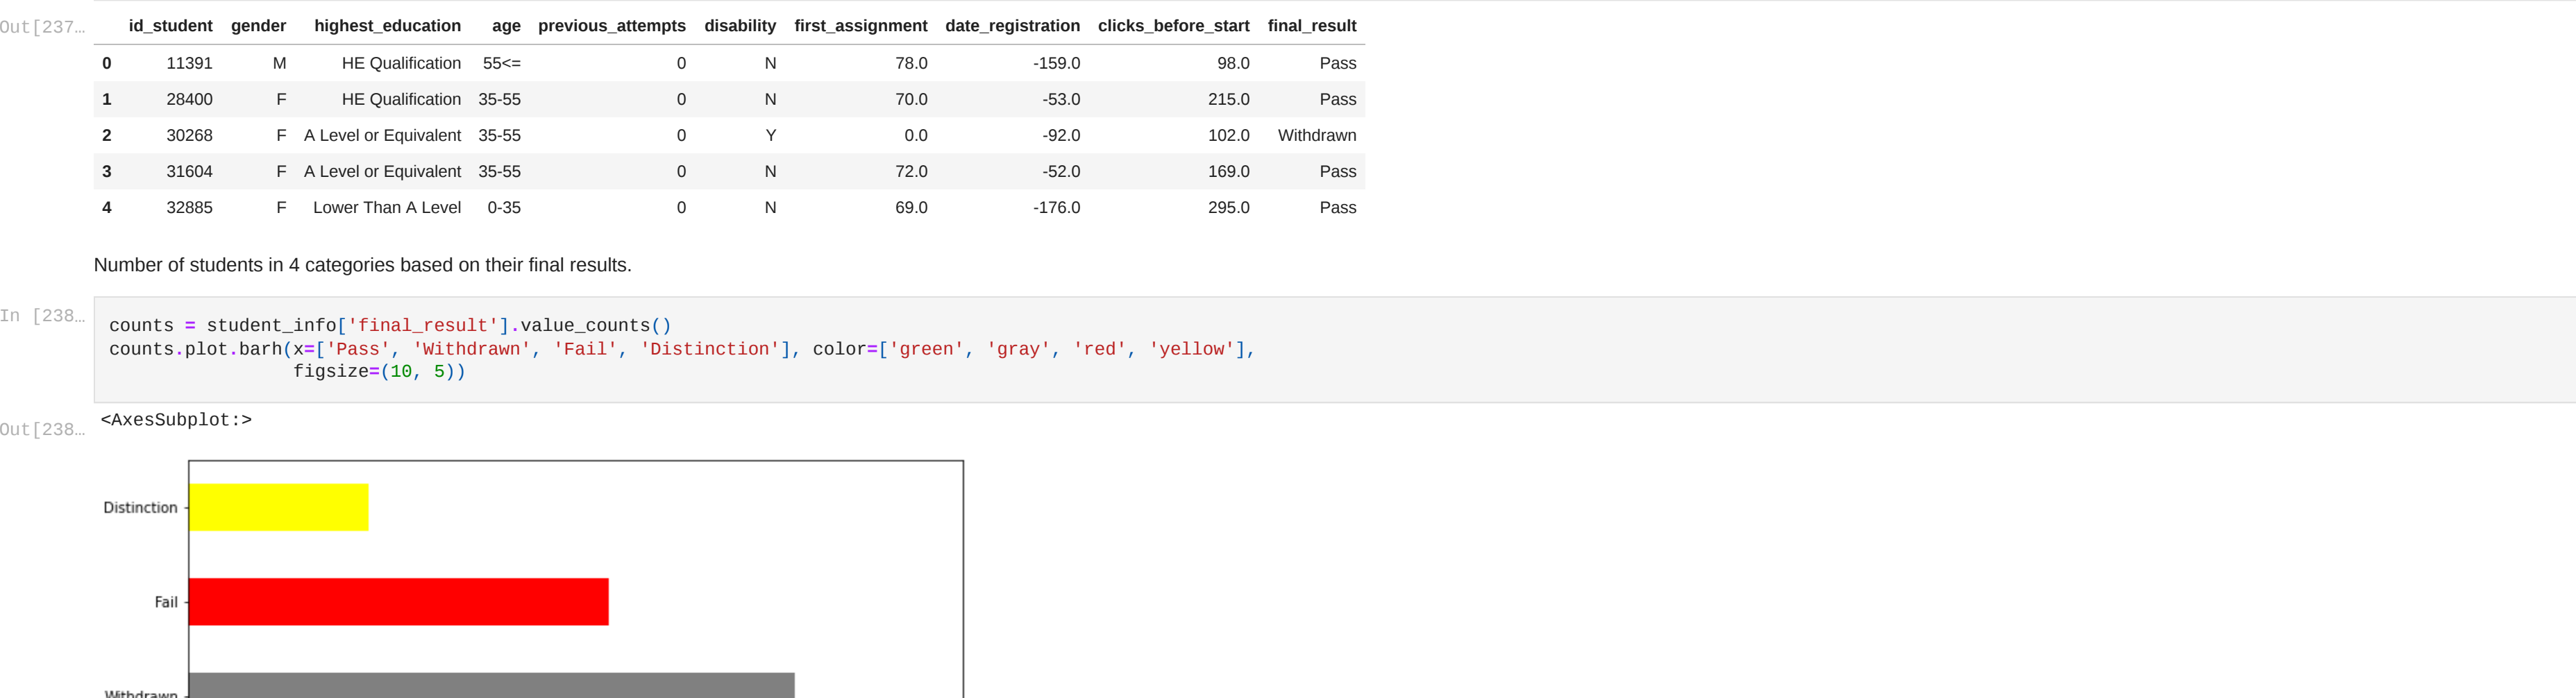 Out[237…
id_student gender highest_education age previous_attempts disability first_assignment date_registration clicks_before_start final_result
0 11391 M HE Qualification 55<= 0 N 78.0 -159.0 98.0 Pass
1 28400 F HE Qualification 35-55 0 N 70.0 -53.0 215.0 Pass
2 30268 F A Level or Equivalent 35-55 0 Y 0.0 -92.0 102.0 Withdrawn
3 31604 F A Level or Equivalent 35-55 0 N 72.0 -52.0 169.0 Pass
4 32885 F Lower Than A Level 0-35 0 N 69.0 -176.0 295.0 Pass
Number of students in 4 categories based on their final results.
In [238…
counts = student_info['final_result'].value_counts()
counts.plot.barh(x=['Pass', 'Withdrawn', 'Fail', 'Distinction'], color=['green', 'gray', 'red', 'yellow'],
figsize=(10, 5))
<AxesSubplot:>
Out[238…
Distinction
Fail
Withdrawn